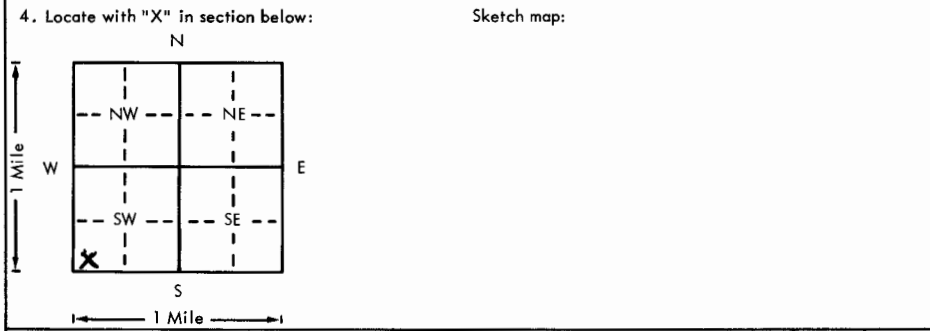 4. Locate with "X" in section below: Sketch map:
N
NW NE
1 Mile W E
SW SE
X
S
1 Mile